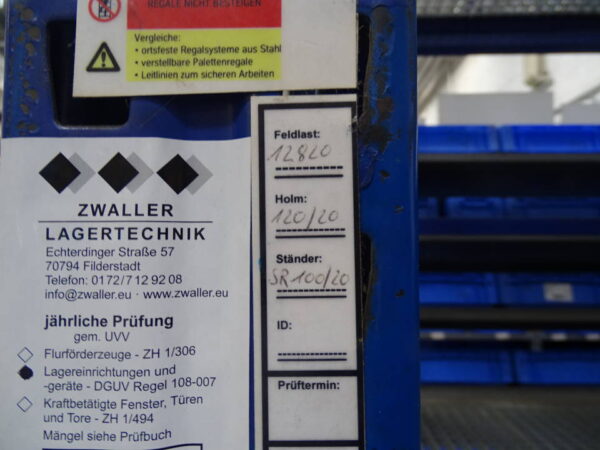 REGALE NICHT BESTEIGEN
Vergleiche:
• ortsfeste Regalsysteme aus Stahl
• verstellbare Palettenregale
• Leitlinien zum sicheren Arbeiten
ZWALLER
LAGERTECHNIK
Echterdinger Straße 57
70794 Filderstadt
Telefon: 0172/7 12 92 08
info@zwaller.eu · www.zwaller.eu
jährliche Prüfung
gem. UVV
Flurförderzeuge - ZH 1/306
Lagereinrichtungen und
-geräte - DGUV Regel 108-007
Kraftbetätigte Fenster, Türen
und Tore - ZH 1/494
Mängel siehe Prüfbuch
Feldlast:
12820
Holm:
120/20
Ständer:
SR 100/20
ID:
Prüftermin: